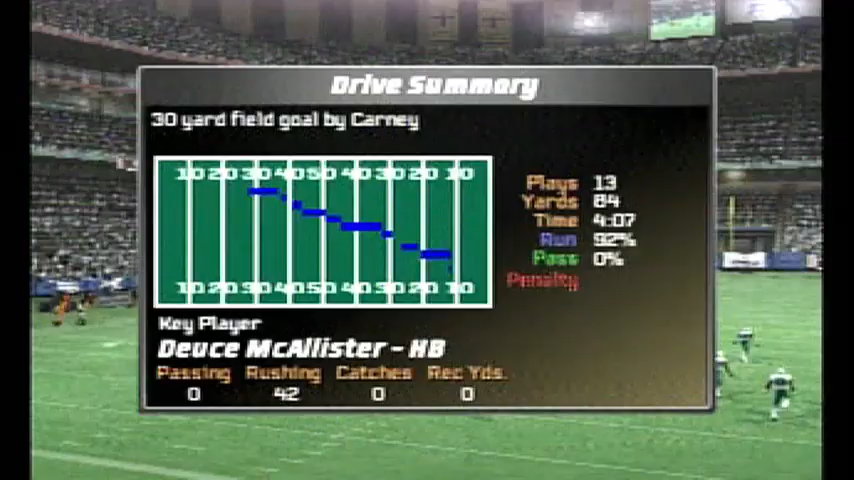 Drive Summary
30 yard field goal by Carney
10 20 30 40 50 40 30 20 10
10 20 30 40 50 40 30 20 10
Plays 13
Yards 64
Time 4:07
Run 92%
Pass 0%
Penalty
Key Player
Deuce McAllister - HB
Passing Rushing Catches Rec Yds.
0 42 0 0